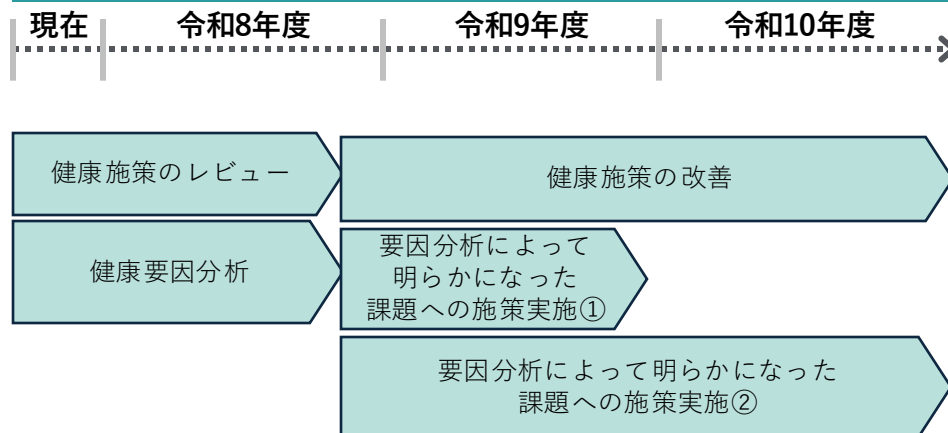 現在
令和8年度
令和9年度
令和10年度
健康施策のレビュー
健康施策の改善
健康要因分析
要因分析によって
明らかになった
課題への施策実施①
要因分析によって明らかになった
課題への施策実施②